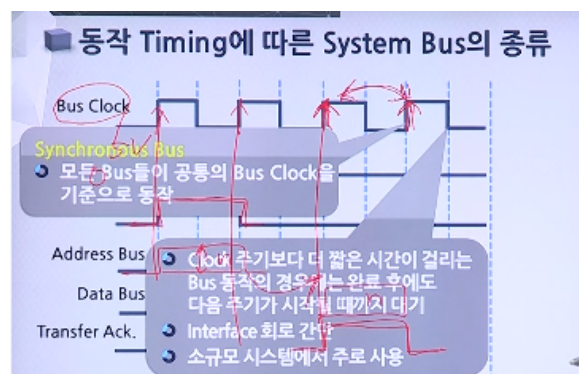 동작 Timing에 따른 System Bus의 종류
Bus Clock
Synchronous Bus
모든 Bus들이 공통의 Bus Clock을
기준으로 동작
Address Bus
Clock 주기보다 더 짧은 시간이 걸리는
Bus 동작의 경우에는 완료 후에도
Data Bus
다음 주기가 시작될 때까지 대기
Transfer Ack.
Interface 회로 간단
소규모 시스템에서 주로 사용